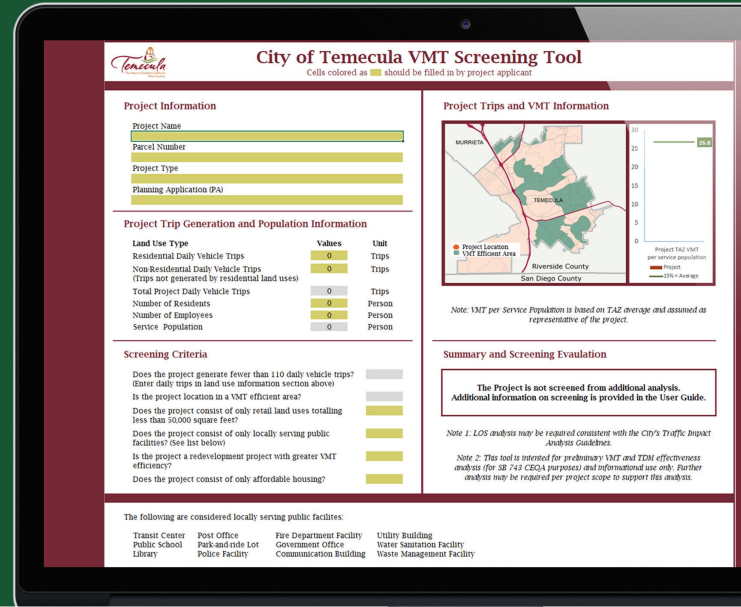 Temecula
City of Temecula VMT Screening Tool
Cells colored as should be filled in by project applicant
Project Information
Project Name
Parcel Number
Project Type
Planning Application (PA)
Project Trip Generation and Population Information
Land Use Type Values Unit
Residential Daily Vehicle Trips 0 Trips
Non-Residential Daily Vehicle Trips 0 Trips
(Trips not generated by residential land uses)
Total Project Daily Vehicle Trips 0 Trips
Number of Residents 0 Person
Number of Employees 0 Person
Service Population 0 Person
Screening Criteria
Does the project generate fewer than 110 daily vehicle trips?
(Enter daily trips in land use information section above)
Is the project location in a VMT efficient area?
Does the project consist of only retail land uses totalling
less than 50,000 square feet?
Does the project consist of only locally serving public
facilities? (See list below)
Is the project a redevelopment project with greater VMT
efficiency?
Does the project consist of only affordable housing?
Project Trips and VMT Information
MURRIETA
TEMECULA
Project Location
VMT Efficient Area
Riverside County
San Diego County
30
25
20
15
10
5
0
26.8
Project TAZ VMT
per service population
Project
15% < Average
Note: VMT per Service Population is based on TAZ average and assumed as
representative of the project.
Summary and Screening Evaulation
The Project is not screened from additional analysis.
Additional information on screening is provided in the User Guide.
Note 1: LOS analysis may be required consistent with the City's Traffic Impact
Analysis Guidelines.
Note 2: This tool is intended for preliminary VMT and TDM effectiveness
analysis (for SB 743 CEQA purposes) and informational use only. Further
analysis may be required per project scope to support this analysis.
The following are considered locally serving public facilites:
Transit Center Post Office Fire Department Facility Utility Building
Public School Park-and-ride Lot Government Office Water Sanitation Facility
Library Police Facility Communication Building Waste Management Facility